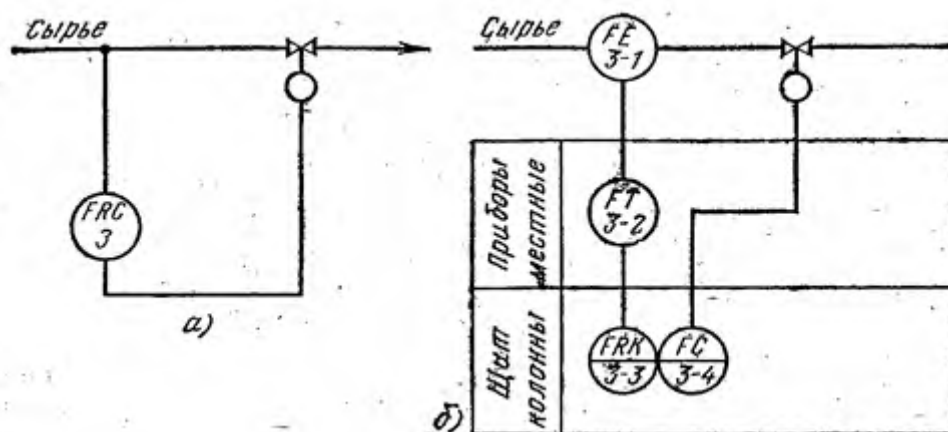 Сырье
FRC
3
а)
Сырье
FE
3-1
Приборы
местные
FT
3-2
Щит
колонны
FRK
3-3
FC
3-4
б)